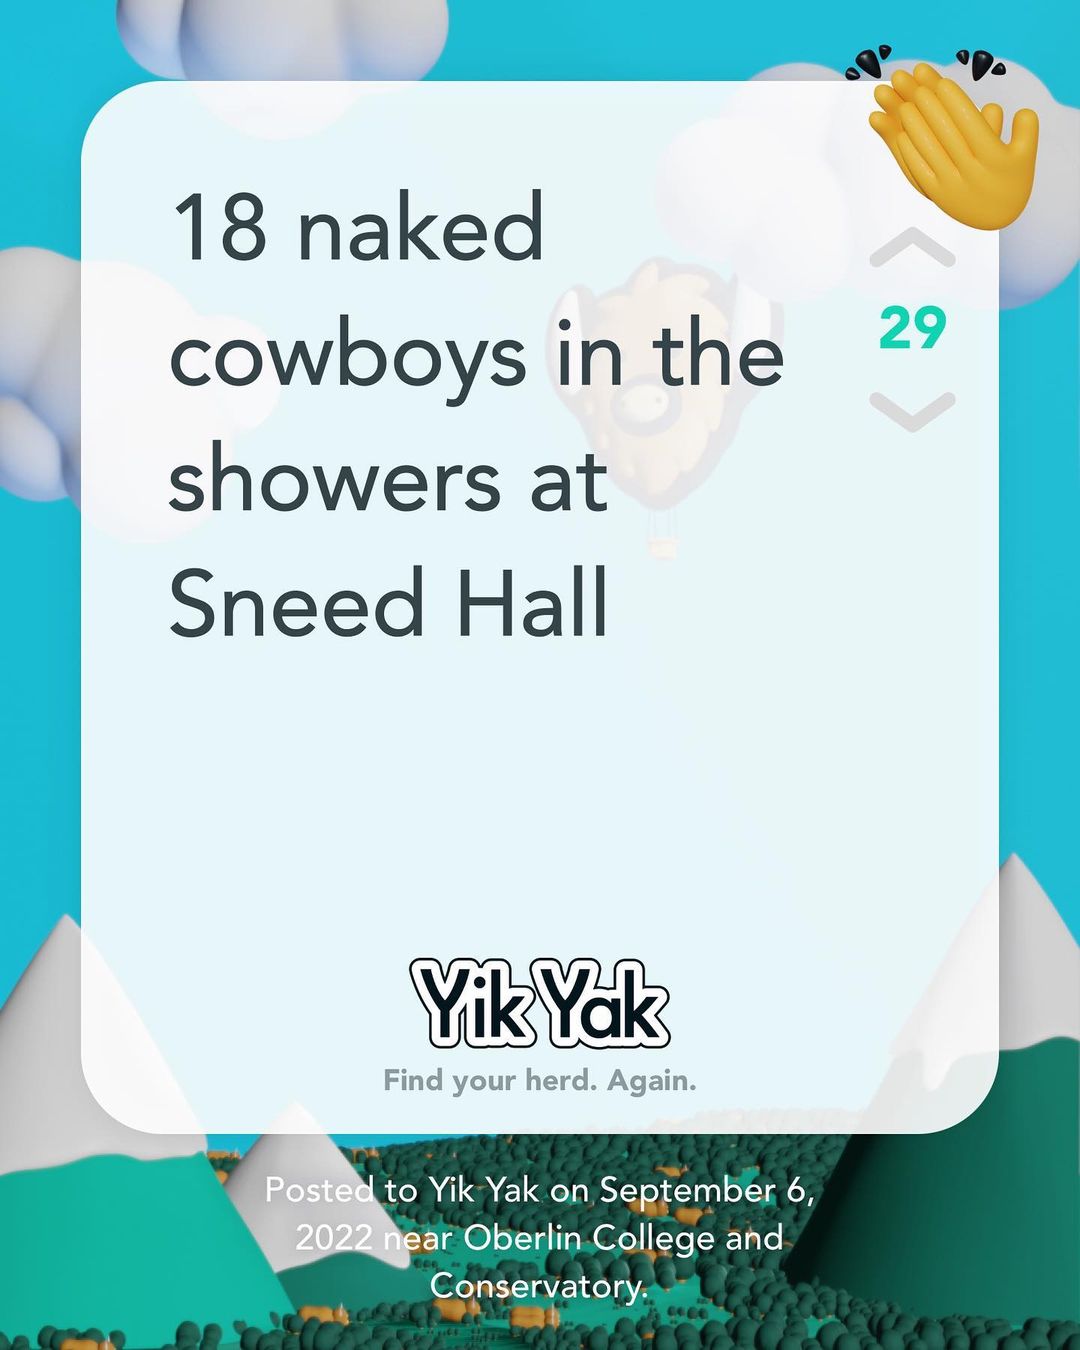 18 naked
cowboys in the
showers at
Sneed Hall
29
Yik Yak
Find your herd. Again.
Posted to Yik Yak on September 6,
2022 near Oberlin College and
Conservatory.